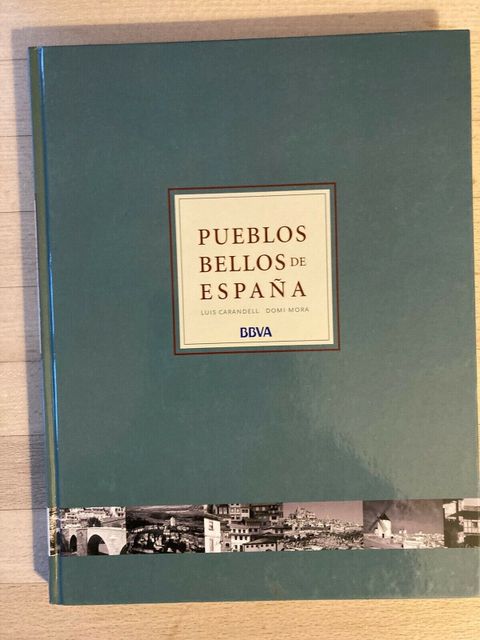 PUEBLOS
BELLOS DE
ESPAÑA
LUIS CARANDELL DOMI MORA
BBVA